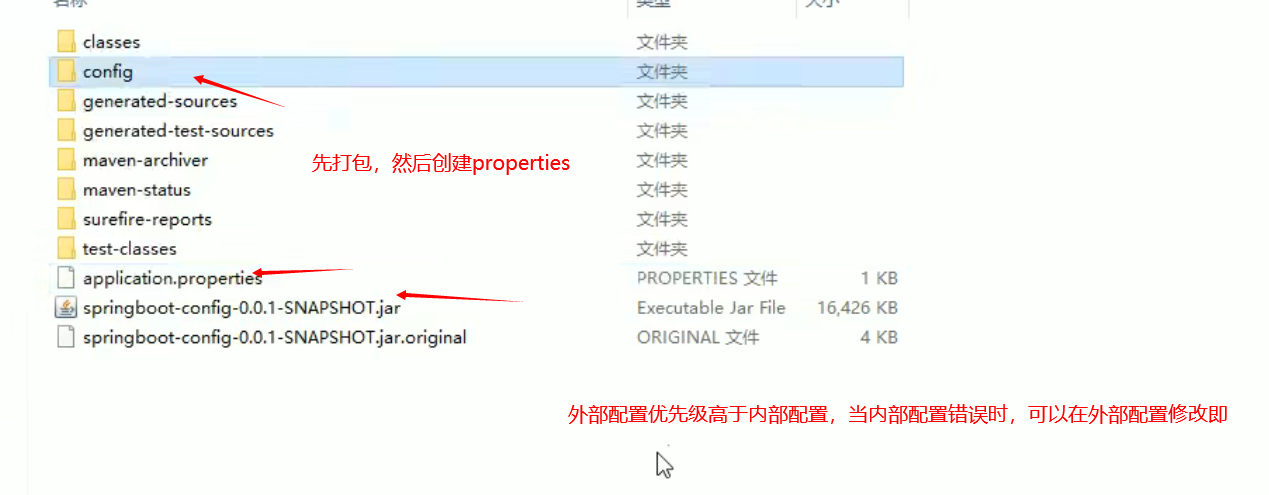 名称 类型 大小
classes 文件夹
config 文件夹
generated-sources 文件夹
generated-test-sources 文件夹
先打包，然后创建properties
maven-archiver 文件夹
maven-status 文件夹
surefire-reports 文件夹
test-classes 文件夹
application.properties PROPERTIES 文件 1 KB
springboot-config-0.0.1-SNAPSHOT.jar Executable Jar File 16,426 KB
springboot-config-0.0.1-SNAPSHOT.jar.original ORIGINAL 文件 4 KB
外部配置优先级高于内部配置，当内部配置错误时，可以在外部配置修改即